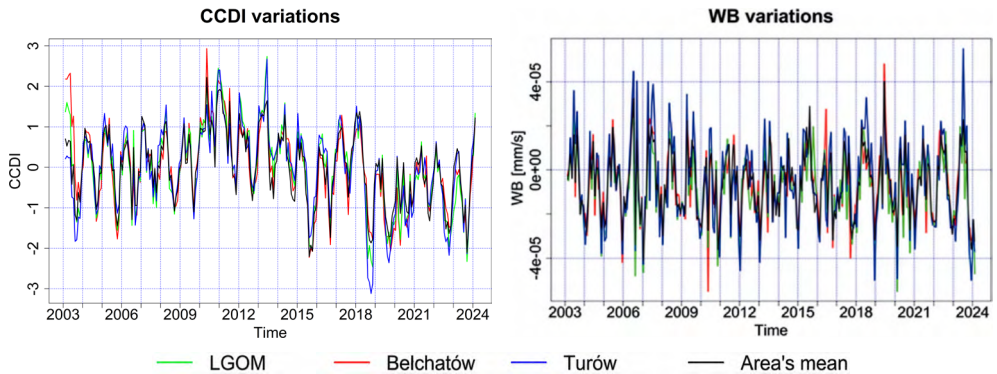 CCDI variations
3
2
1
0
-1
-2
-3
CCDI
2003 2006 2009 2012 2015 2018 2021 2024
Time
WB variations
4e-05
0e+00
-4e-05
WB [mm/s]
2003 2006 2009 2012 2015 2018 2021 2024
Time
LGOM Bełchatów Turów Area's mean